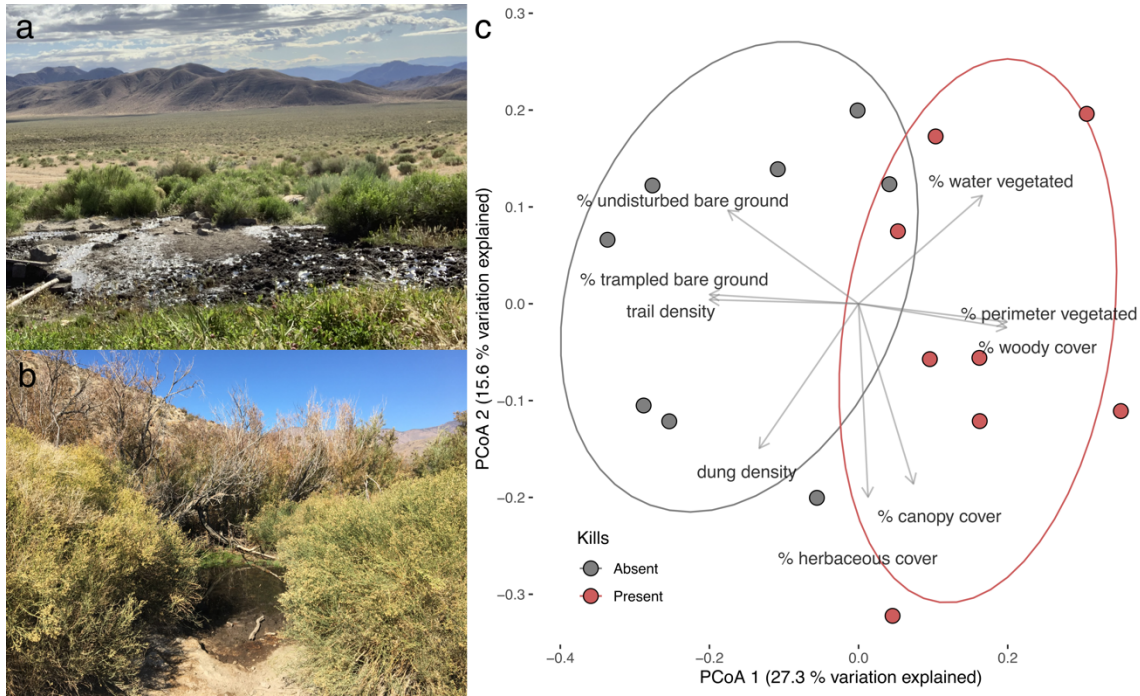 a
b
c
0.3
0.2
0.1
0.0
−0.1
−0.2
−0.3
PCoA 2 (15.6 % variation explained)
% water vegetated
% undisturbed bare ground
% trampled bare ground
trail density
% perimeter vegetated
% woody cover
dung density
% canopy cover
% herbaceous cover
Kills
Absent
Present
−0.4
−0.2
0.0
0.2
PCoA 1 (27.3 % variation explained)